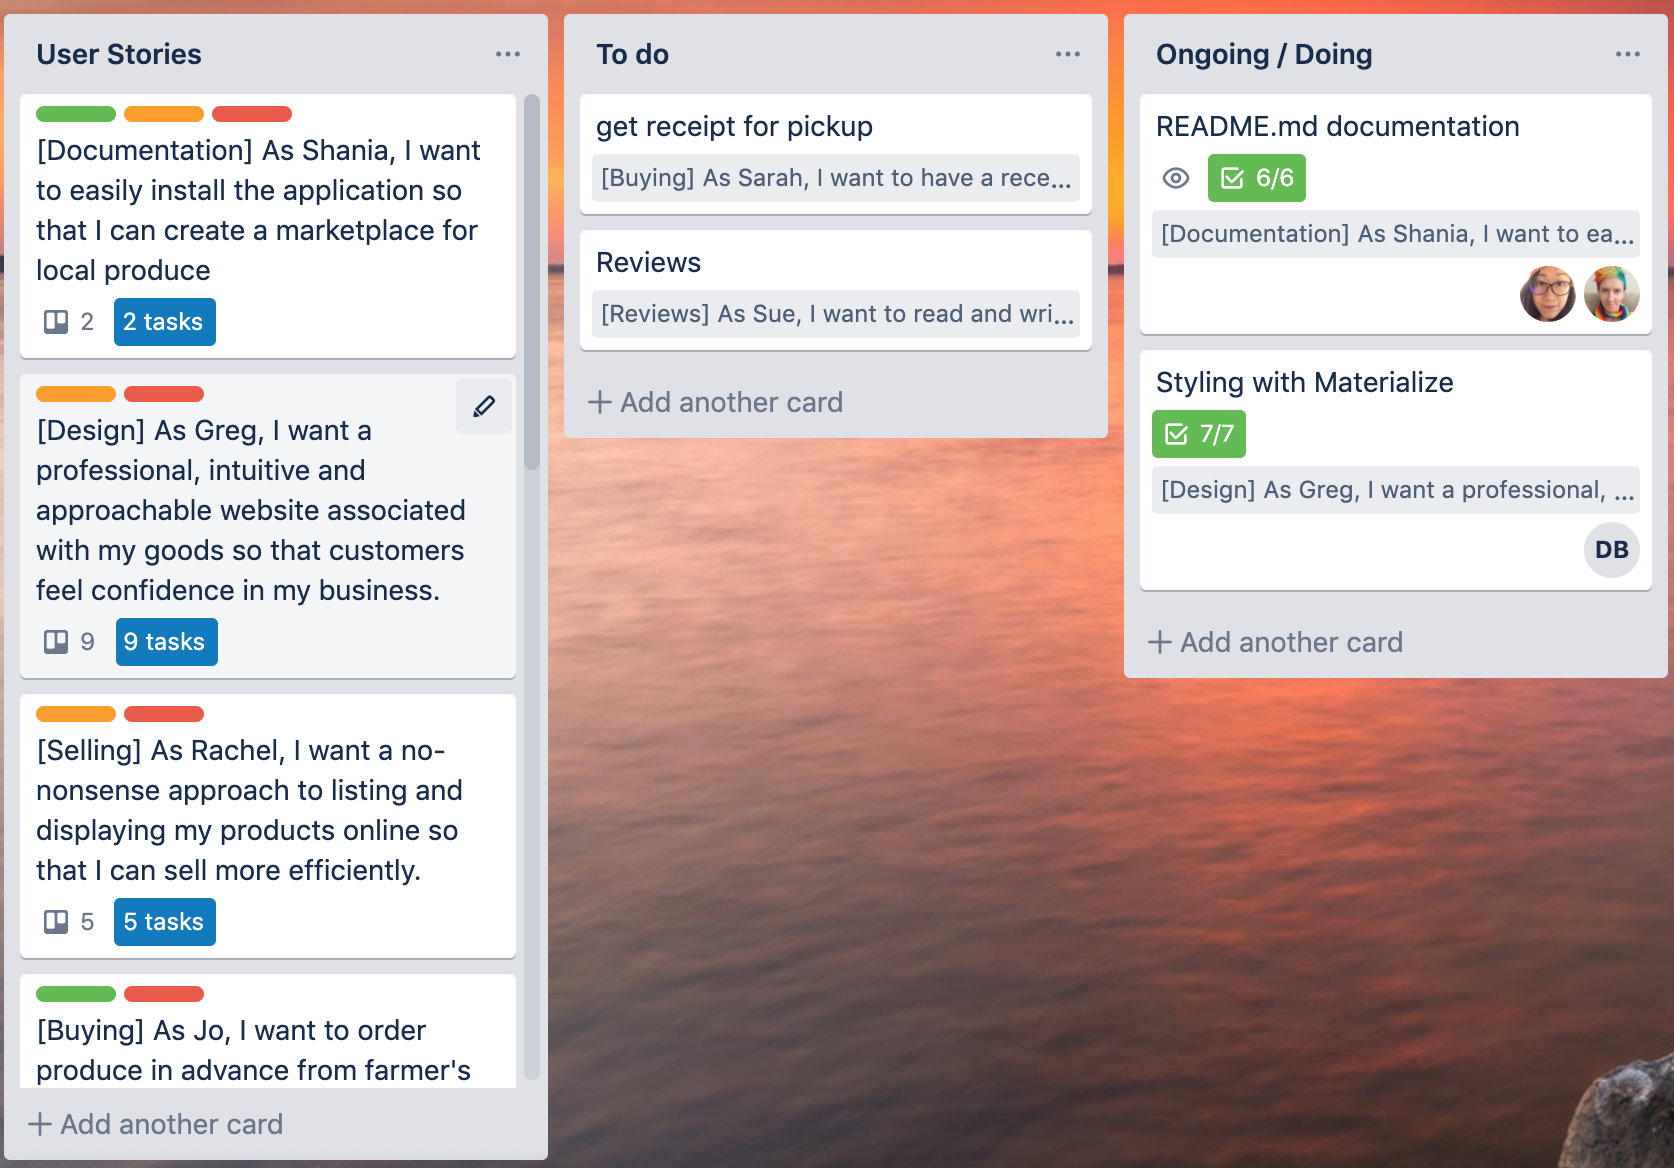 User Stories
[Documentation] As Shania, I want
to easily install the application so
that I can create a marketplace for
local produce
2
2 tasks
[Design] As Greg, I want a
professional, intuitive and
approachable website associated
with my goods so that customers
feel confidence in my business.
9
9 tasks
[Selling] As Rachel, I want a no-
nonsense approach to listing and
displaying my products online so
that I can sell more efficiently.
5
5 tasks
[Buying] As Jo, I want to order
produce in advance from farmer's
+ Add another card
To do
get receipt for pickup
[Buying] As Sarah, I want to have a rece...
Reviews
[Reviews] As Sue, I want to read and wri...
+ Add another card
Ongoing / Doing
README.md documentation
6/6
[Documentation] As Shania, I want to ea...
Styling with Materialize
7/7
[Design] As Greg, I want a professional, ...
DB
+ Add another card